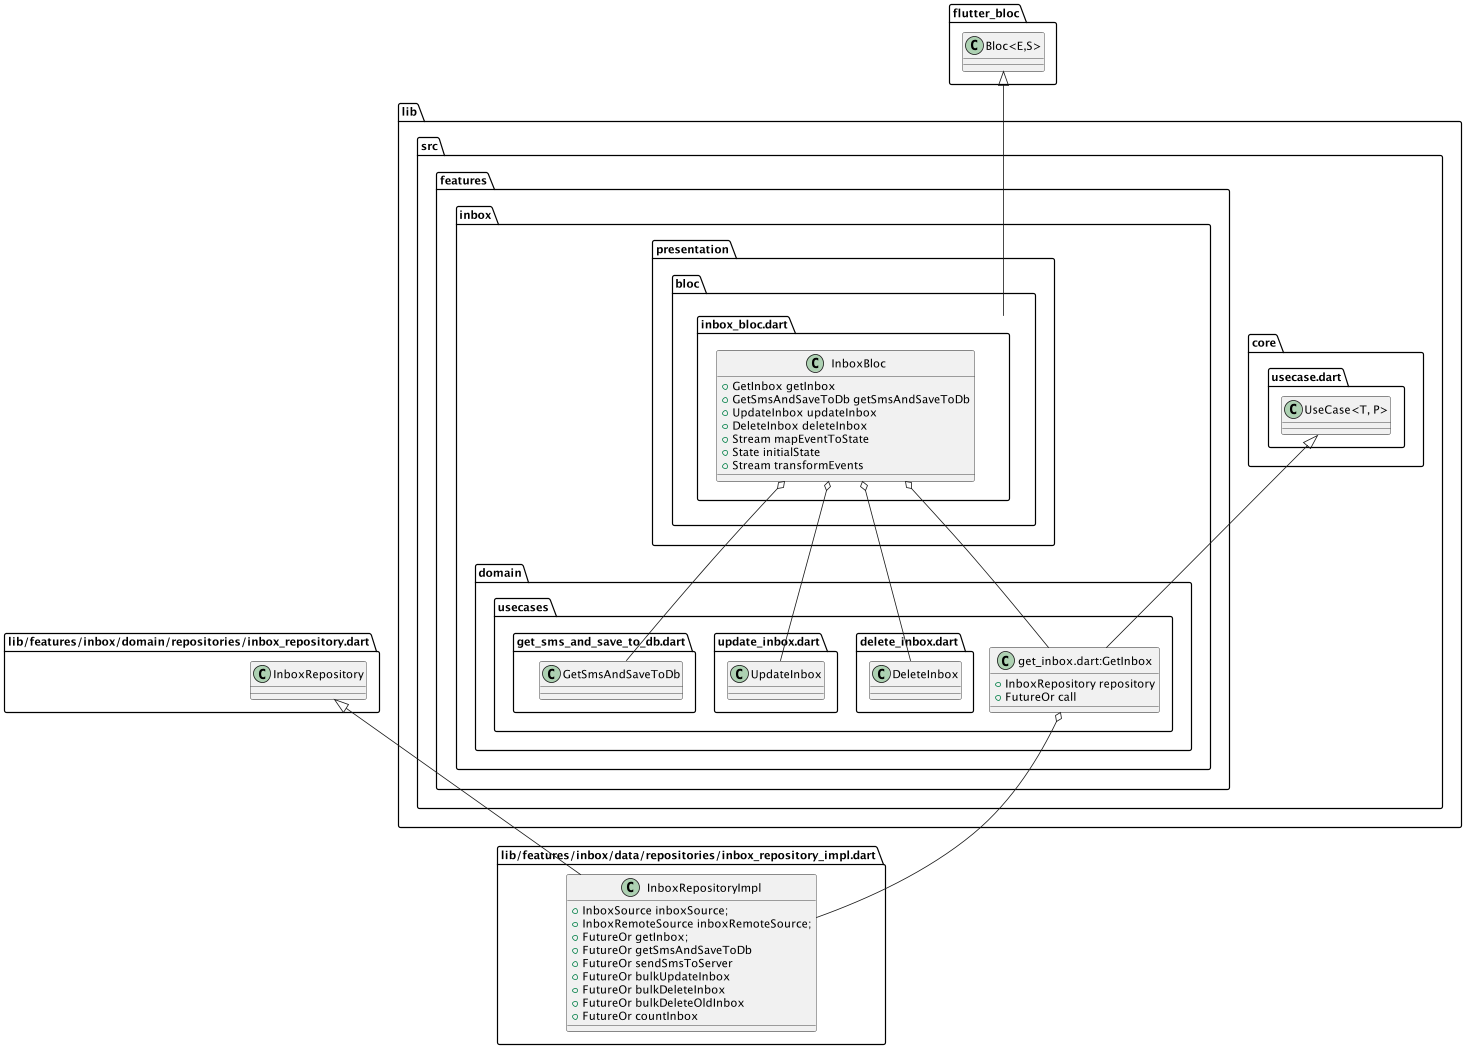 flutter_bloc
C Bloc<E,S>
lib
src
features
inbox
presentation
bloc
inbox_bloc.dart
C InboxBloc
GetInbox getInbox
GetSmsAndSaveToDb getSmsAndSaveToDb
UpdateInbox updateInbox
DeleteInbox deleteInbox
Stream mapEventToState
State initialState
Stream transformEvents
core
usecase.dart
C UseCase<T, P>
domain
usecases
get_sms_and_save_to_db.dart
C GetSmsAndSaveToDb
update_inbox.dart
C UpdateInbox
delete_inbox.dart
C DeleteInbox
C get_inbox.dart:GetInbox
InboxRepository repository
FutureOr call
lib/features/inbox/domain/repositories/inbox_repository.dart
C InboxRepository
lib/features/inbox/data/repositories/inbox_repository_impl.dart
C InboxRepositoryImpl
InboxSource inboxSource;
InboxRemoteSource inboxRemoteSource;
FutureOr getInbox;
FutureOr getSmsAndSaveToDb
FutureOr sendSmsToServer
FutureOr bulkUpdateInbox
FutureOr bulkDeleteInbox
FutureOr bulkDeleteOldInbox
FutureOr countInbox